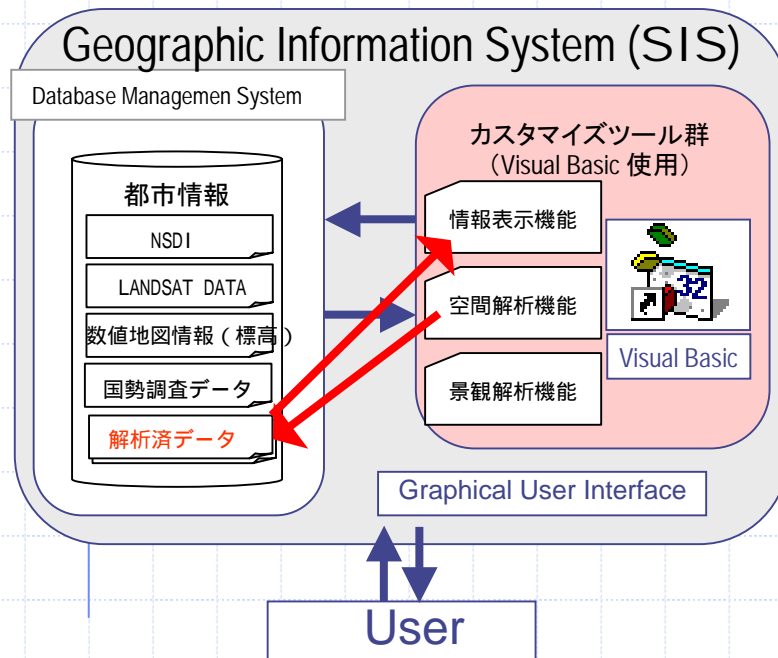 Geographic Information System (SIS)
Database Managemen System
都市情報
NSDI
LANDSAT DATA
数値地図情報（標高）
国勢調査データ
解析済データ
カスタマイズツール群
（Visual Basic 使用）
情報表示機能
空間解析機能
景観解析機能
32
Visual Basic
Graphical User Interface
User